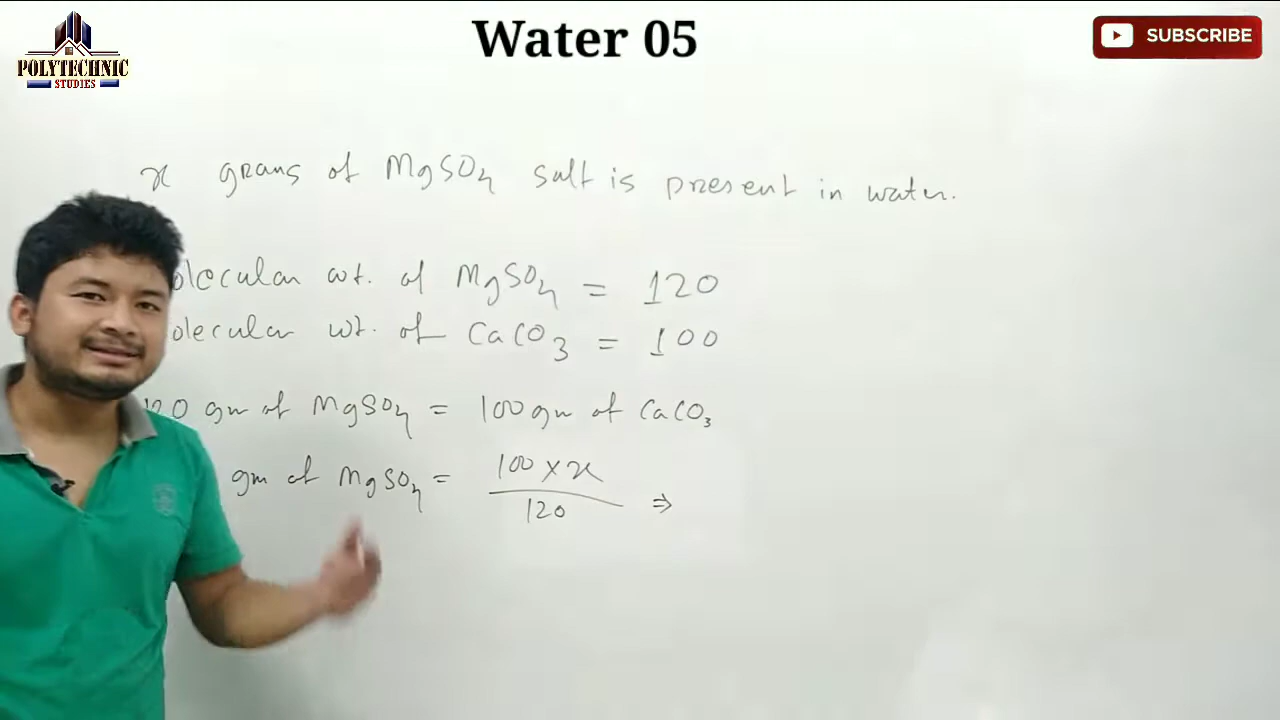 Water 05
POLYTECHNIC
STUDIES
SUBSCRIBE
x grams of MgSO4 salt is present in water.
olecular wt. of MgSO4 = 120
olecular wt. of CaCO3 = 100
120 gm of MgSO4 = 100 gm of CaCO3
gm of MgSO4 = 100 × x / 120 ⇒